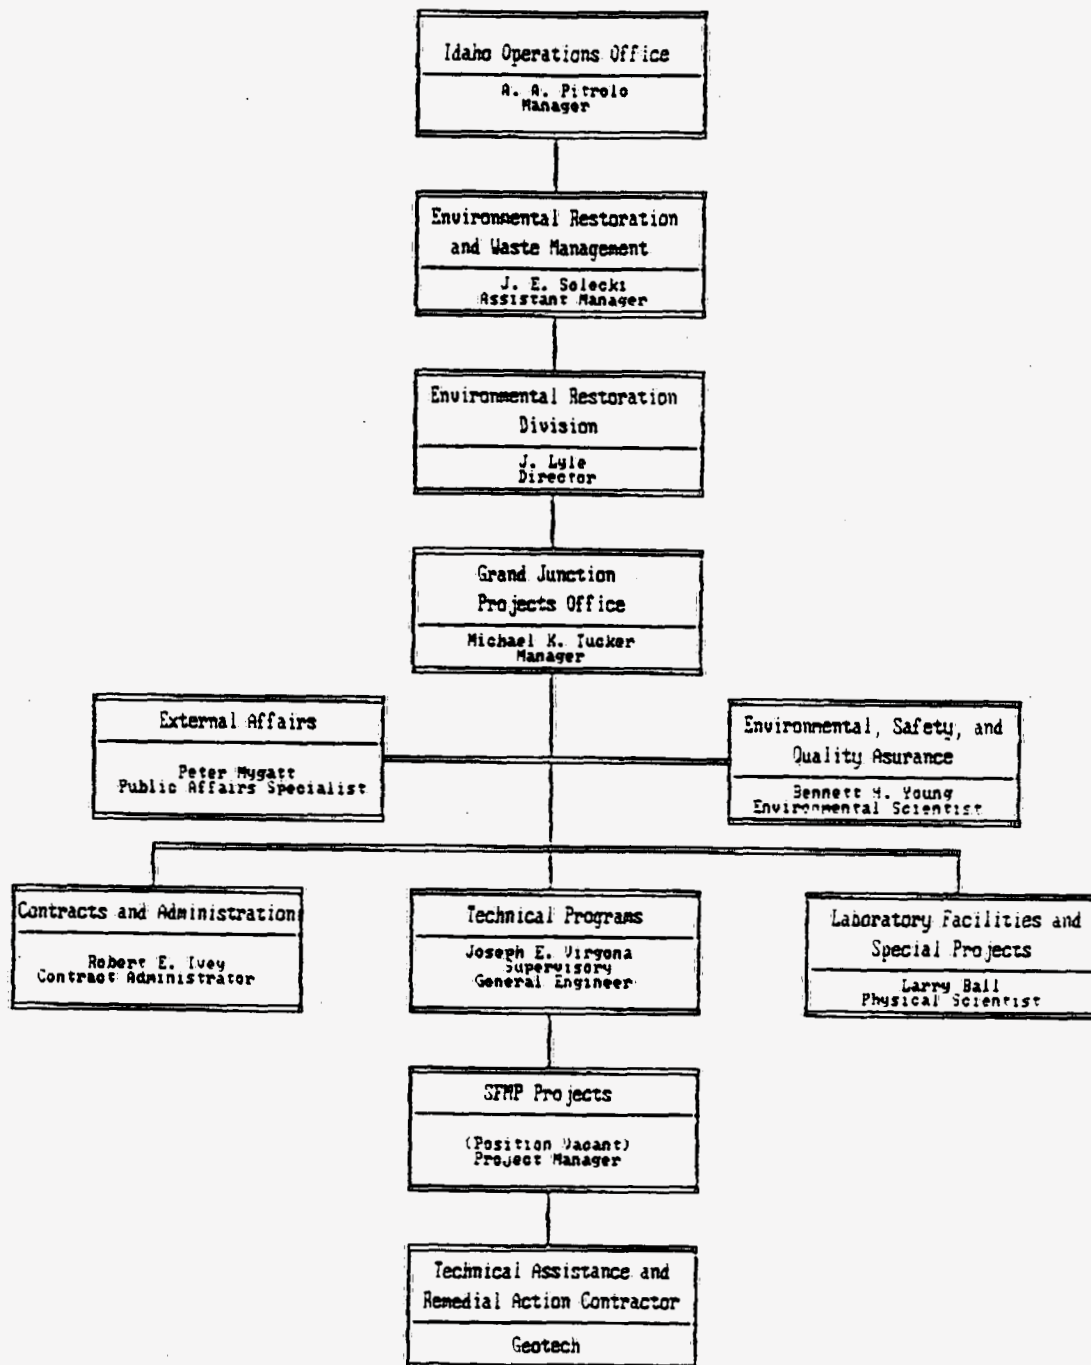 Idaho Operations Office
A. A. Pitrolo
Manager
Environmental Restoration
and Waste Management
J. E. Solecki
Assistant Manager
Environmental Restoration
Division
J. Lyle
Director
Grand Junction
Projects Office
Michael K. Tucker
Manager
External Affairs
Peter Mygatt
Public Affairs Specialist
Environmental, Safety, and
Quality Asurance
Bennett H. Young
Environmental Scientist
Contracts and Administration
Robert E. Ivey
Contract Administrator
Technical Programs
Joseph E. Virgona
Supervisory
General Engineer
Laboratory Facilities and
Special Projects
Larry Ball
Physical Scientist
SFMP Projects
(Position Vacant)
Project Manager
Technical Assistance and
Remedial Action Contractor
Geotech